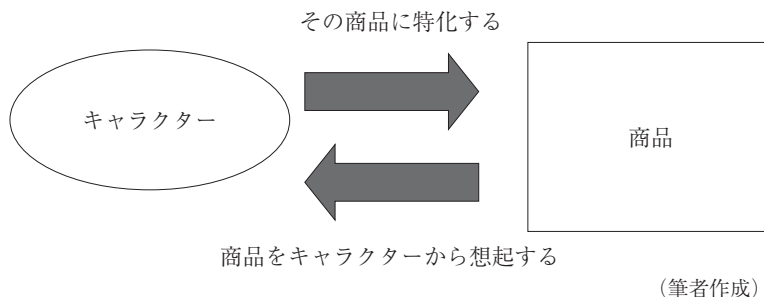 その商品に特化する
キャラクター
商品
商品をキャラクターから想起する
（筆者作成）